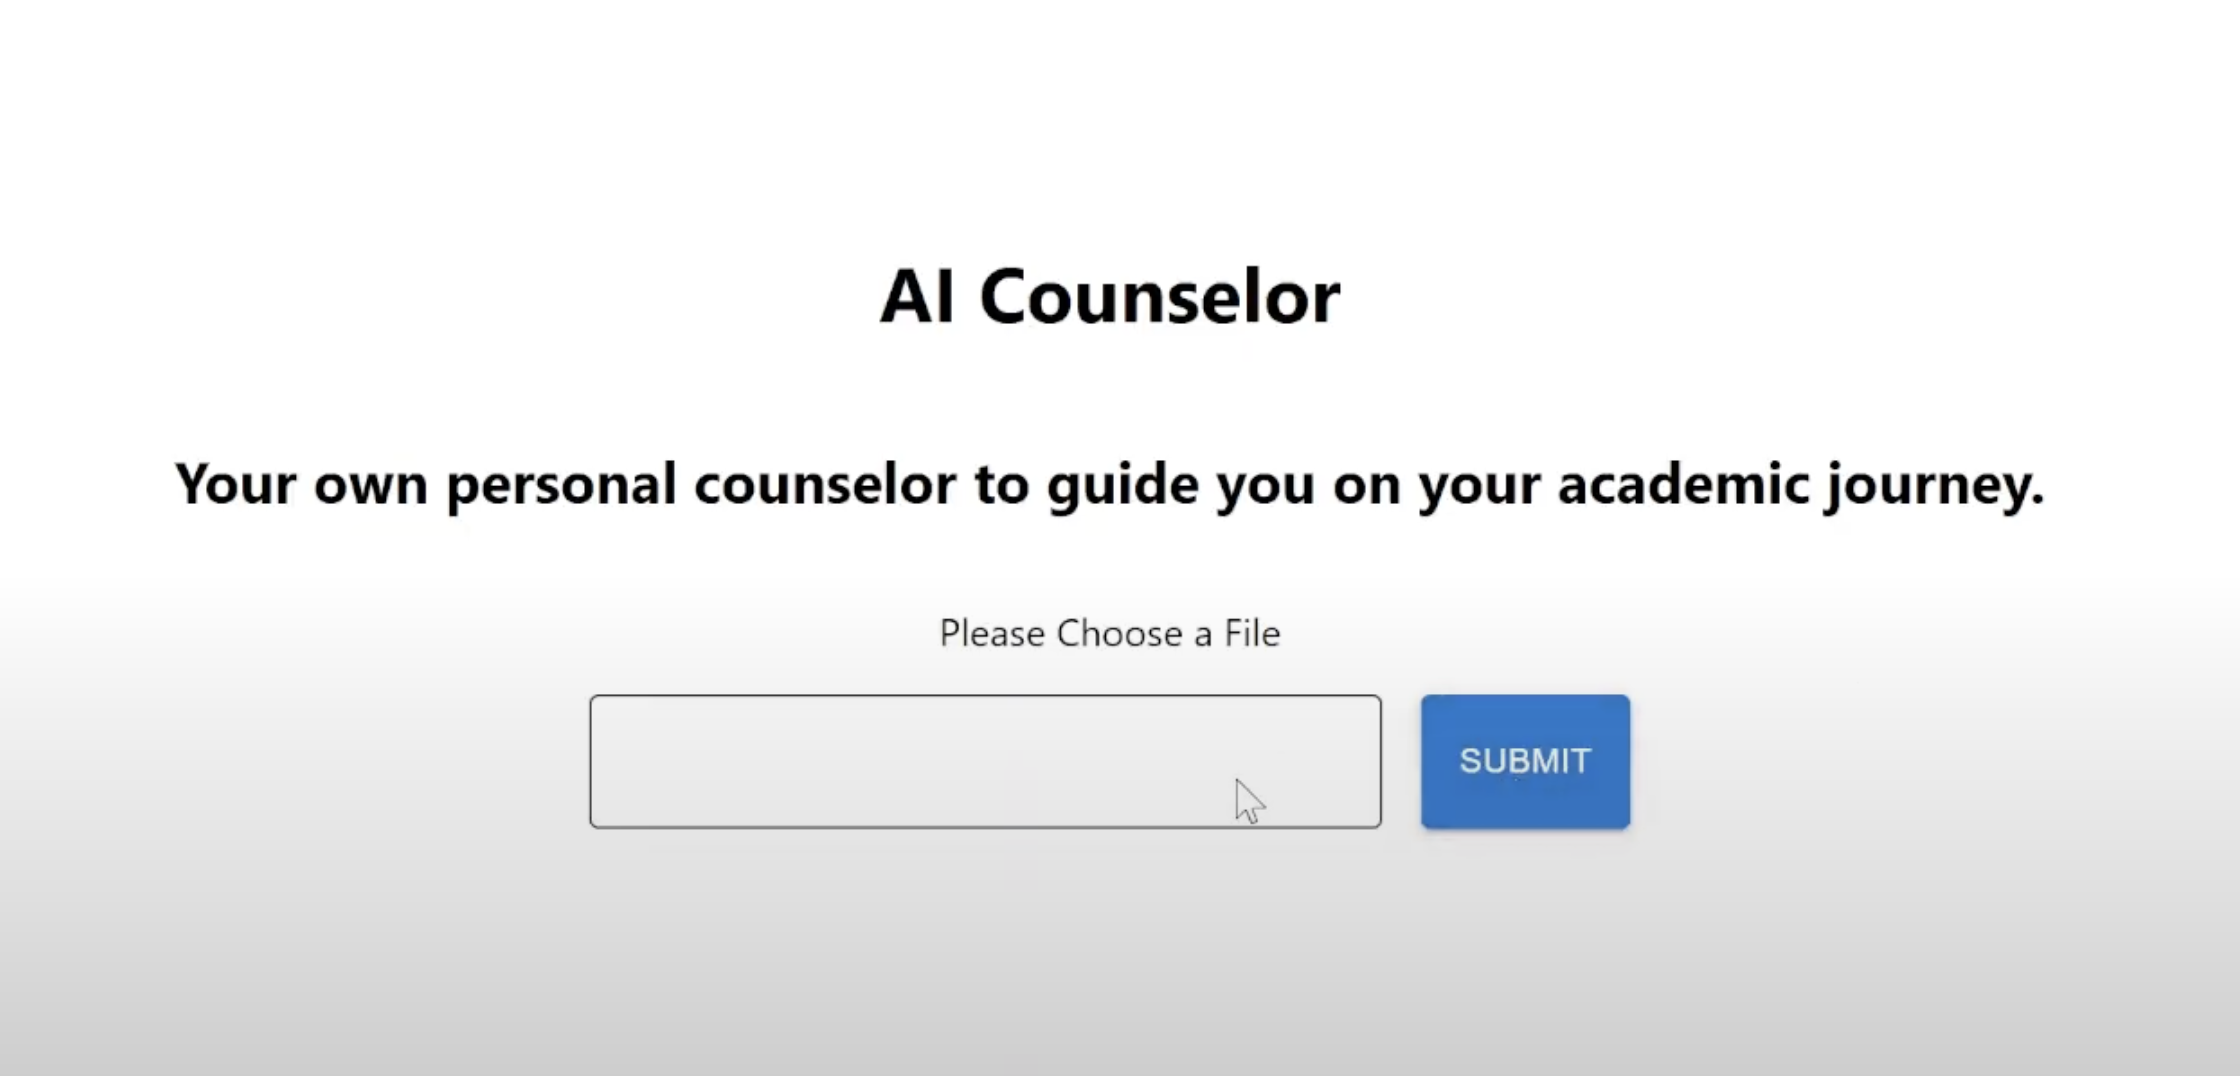 AI Counselor
Your own personal counselor to guide you on your academic journey.
Please Choose a File
SUBMIT